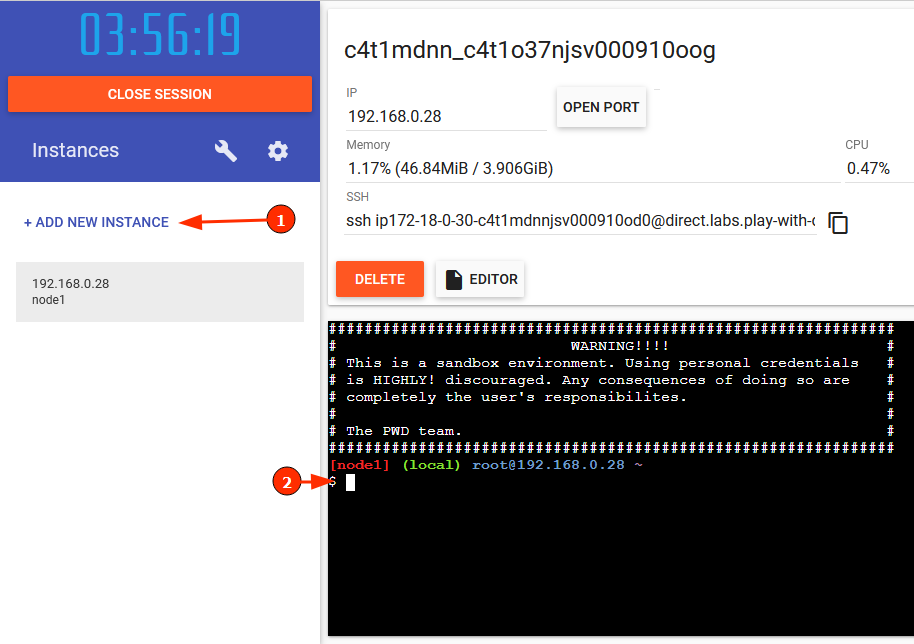 03:56:19
CLOSE SESSION
Instances
+ ADD NEW INSTANCE
1
192.168.0.28
node1
c4t1mdnn_c4t1o37njsv000910oog
IP
192.168.0.28
OPEN PORT
Memory
1.17% (46.84MiB / 3.906GiB)
CPU
0.47%
SSH
ssh ip172-18-0-30-c4t1mdnnjsv000910od0@direct.labs.play-with-d
DELETE
EDITOR
###############################################################
# WARNING!!!! #
# This is a sandbox environment. Using personal credentials #
# is HIGHLY! discouraged. Any consequences of doing so are #
# completely the user's responsibilites. #
# #
# The PWD team. #
###############################################################
[node1] (local) root@192.168.0.28 ~
2
$